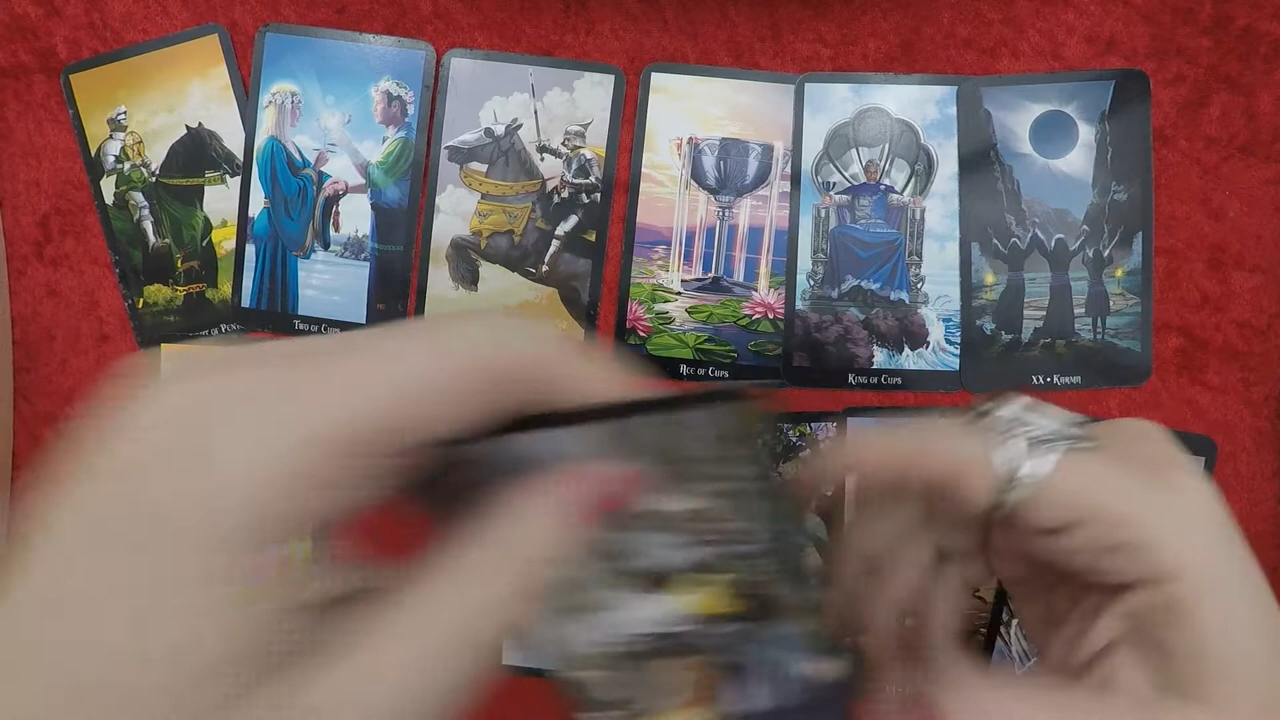 Two of Cups
Ace of Cups
King of Cups
XX • Karma